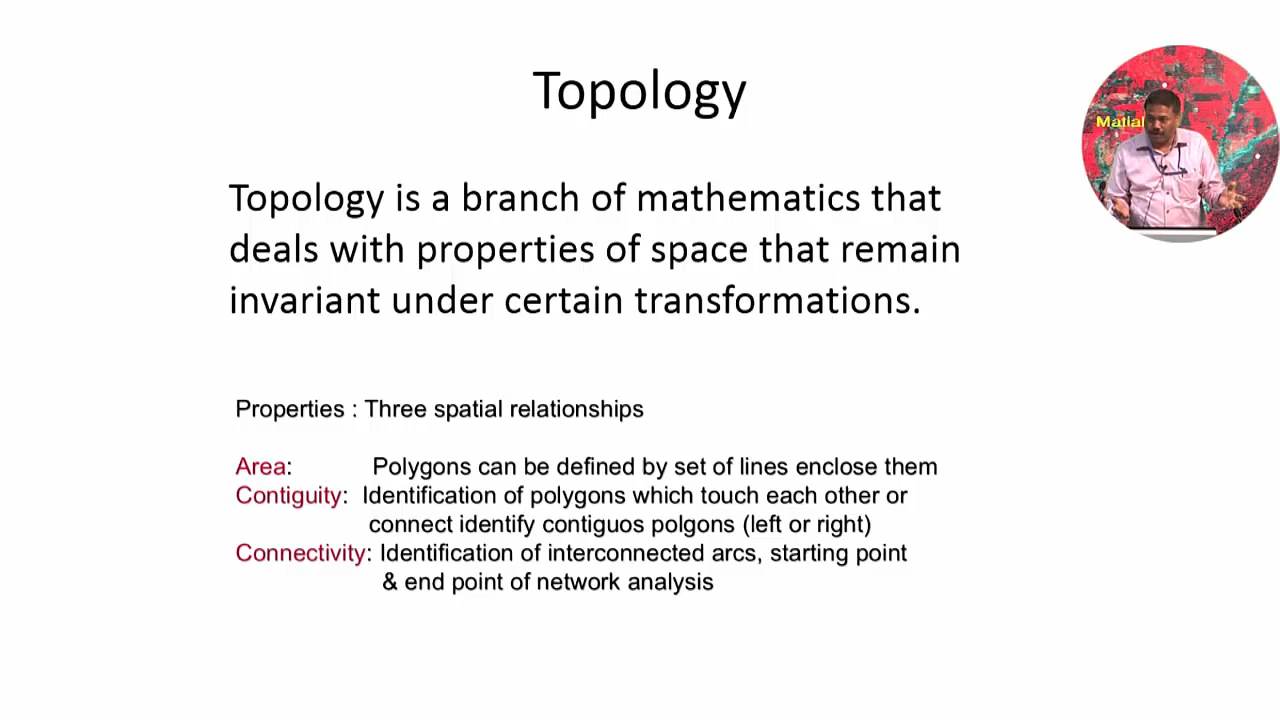 Topology
Matlal
Topology is a branch of mathematics that
deals with properties of space that remain
invariant under certain transformations.
Properties : Three spatial relationships
Area: Polygons can be defined by set of lines enclose them
Contiguity: Identification of polygons which touch each other or
connect identify contiguos polgons (left or right)
Connectivity: Identification of interconnected arcs, starting point
& end point of network analysis